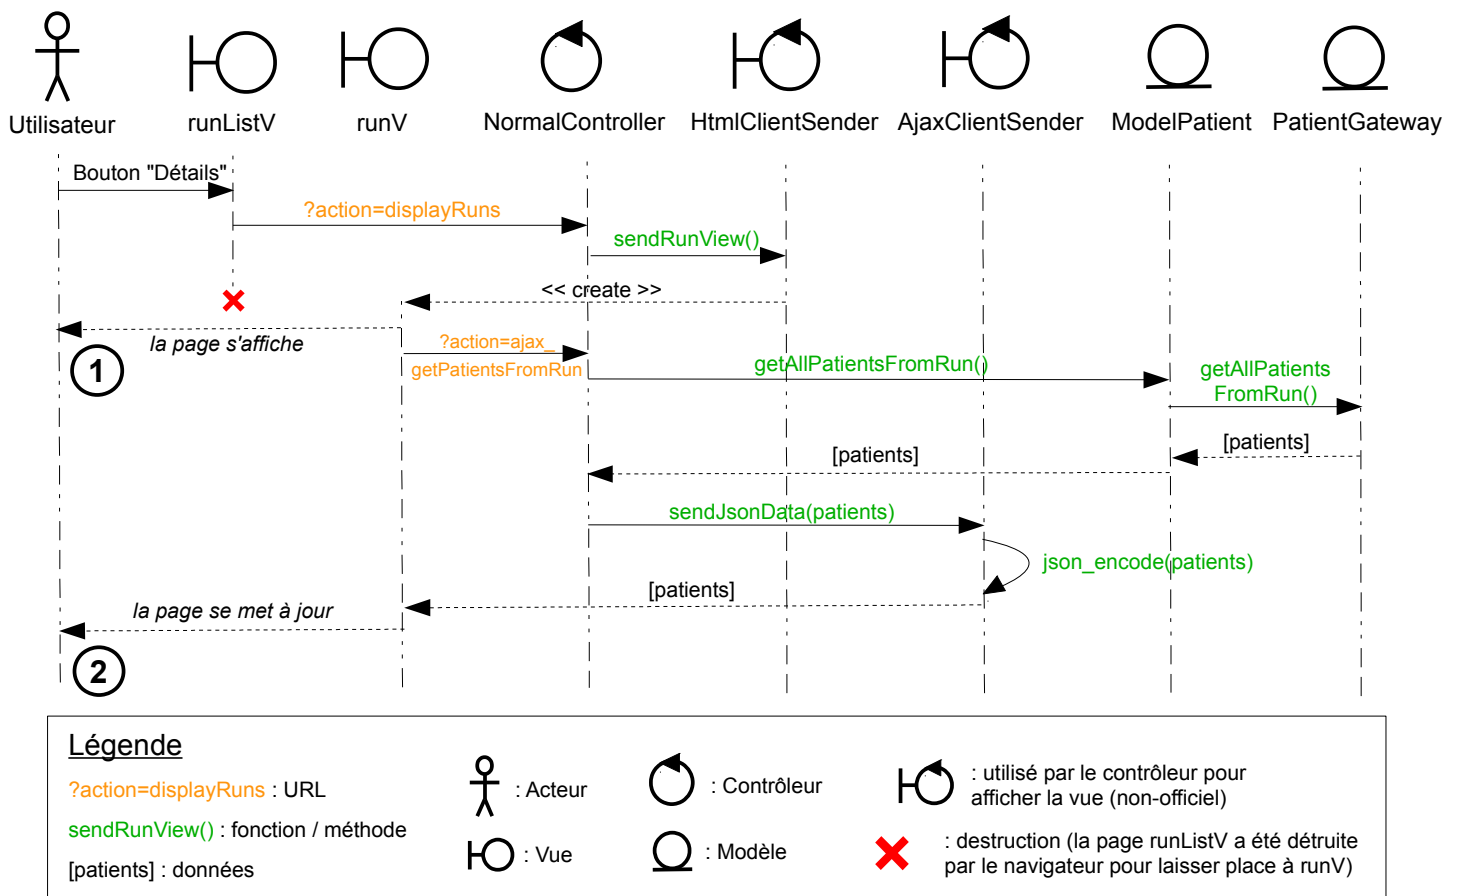 Utilisateur
runListV
runV
NormalController
HtmlClientSender
AjaxClientSender
ModelPatient
PatientGateway
Bouton "Détails"
?action=displayRuns
sendRunView()
<< create >>
la page s'affiche
1
?action=ajax_
getPatientsFromRun
getAllPatientsFromRun()
getAllPatients
FromRun()
[patients]
[patients]
sendJsonData(patients)
json_encode(patients)
[patients]
la page se met à jour
2
Légende
?action=displayRuns : URL
sendRunView() : fonction / méthode
[patients] : données
: Acteur
: Vue
: Contrôleur
: Modèle
: utilisé par le contrôleur pour
afficher la vue (non-officiel)
: destruction (la page runListV a été détruite
par le navigateur pour laisser place à runV)